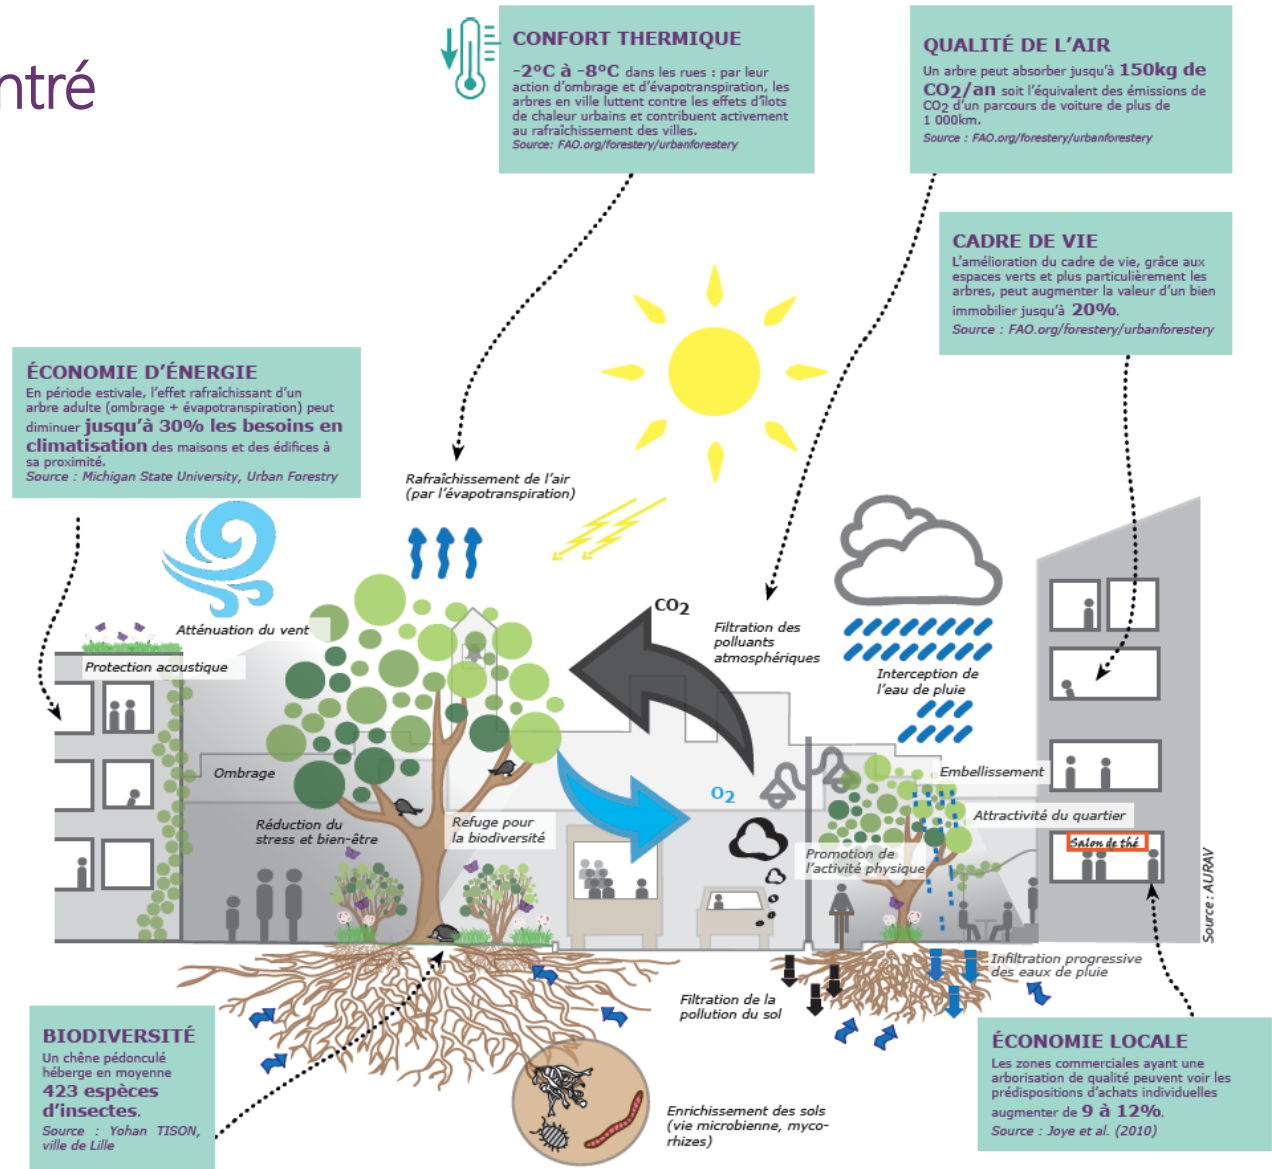 ntré
CONFORT THERMIQUE
-2°C à -8°C dans les rues : par leur
action d'ombrage et d'évapotranspiration, les
arbres en ville luttent contre les effets d'îlots
de chaleur urbains et contribuent activement
au rafraîchissement des villes.
Source: FAO.org/forestery/urbanforestery
QUALITÉ DE L'AIR
Un arbre peut absorber jusqu'à 150kg de
CO2/an soit l'équivalent des émissions de
CO2 d'un parcours de voiture de plus de
1 000km.
Source : FAO.org/forestery/urbanforestery
CADRE DE VIE
L'amélioration du cadre de vie, grâce aux
espaces verts et plus particulièrement les
arbres, peut augmenter la valeur d'un bien
immobilier jusqu'à 20%.
Source : FAO.org/forestery/urbanforestery
ÉCONOMIE D'ÉNERGIE
En période estivale, l'effet rafraîchissant d'un
arbre adulte (ombrage + évapotranspiration) peut
diminuer jusqu'à 30% les besoins en
climatisation des maisons et des édifices à
sa proximité.
Source : Michigan State University, Urban Forestry
Rafraîchissement de l'air
(par l'évapotranspiration)
Atténuation du vent
Protection acoustique
CO2
Filtration des
polluants
atmosphériques
Interception de
l'eau de pluie
Ombrage
Réduction du
stress et bien-être
Refuge pour
la biodiversité
O2
Embellissement
Attractivité du quartier
Promotion de
l'activité physique
Salon de thé
Source : AURAV
Infiltration progressive
des eaux de pluie
Filtration de la
pollution du sol
Enrichissement des sols
(vie microbienne, myco-
rhizes)
BIODIVERSITÉ
Un chêne pédonculé
héberge en moyenne
423 espèces
d'insectes.
Source : Yohan TISON,
ville de Lille
ÉCONOMIE LOCALE
Les zones commerciales ayant une
arborisation de qualité peuvent voir les
prédispositions d'achats individuelles
augmenter de 9 à 12%.
Source : Joye et al. (2010)